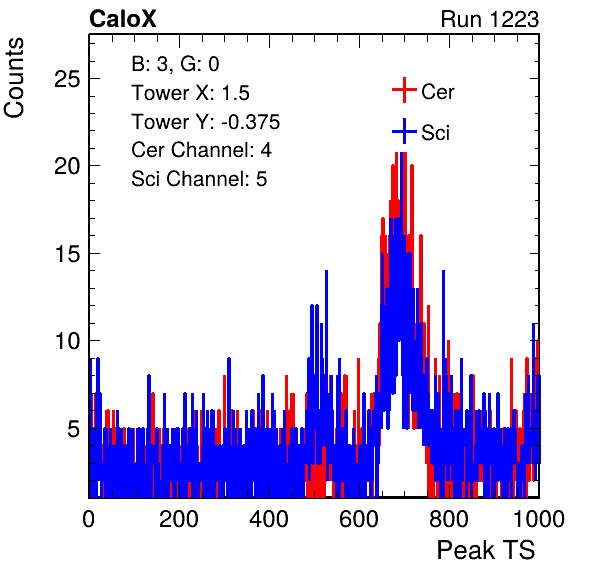 CaloX Run 1223
Counts
B: 3, G: 0
Tower X: 1.5
Tower Y: -0.375
Cer Channel: 4
Sci Channel: 5
Cer
Sci
25
20
15
10
5
0 200 400 600 800 1000
Peak TS